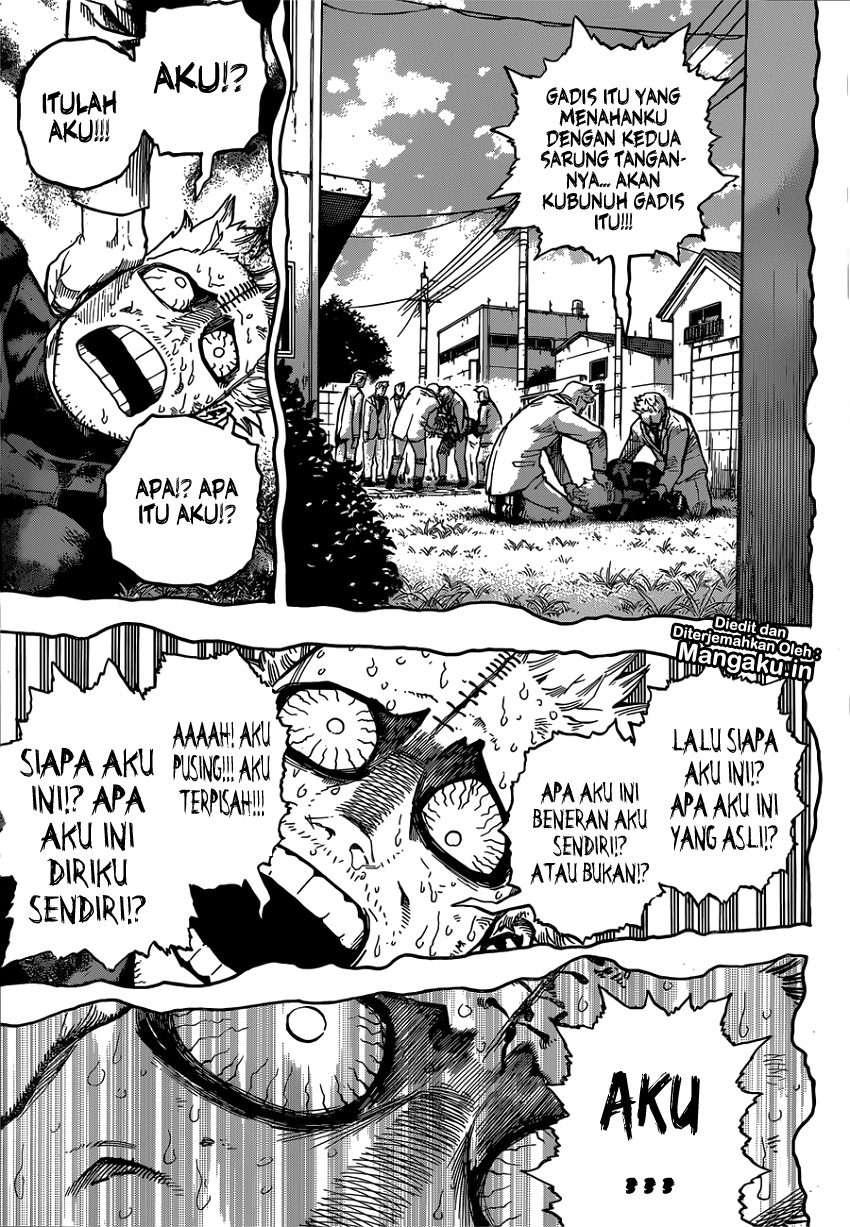 GADIS ITU YANG
MENAHANKU
DENGAN KEDUA
SARUNG TANGAN-
NYA... AKAN
KUBUNUH GADIS
ITU!!!
AKU!?
ITULAH
AKU!!!
APA!? APA
ITU AKU!?
Diedit dan
Diterjemahkan Oleh :
Mangaku.in
LALU SIAPA
AKU INI!?
APA AKU INI
YANG ASLI!?
APA AKU INI
BENERAN AKU
SENDIRI!?
ATAU BUKAN!?
AAAAH! AKU
PUSING!!! AKU
TERPISAH!!!
SIAPA AKU
INI!? APA
AKU INI
DIRIKU
SENDIRI!?
AKU
...